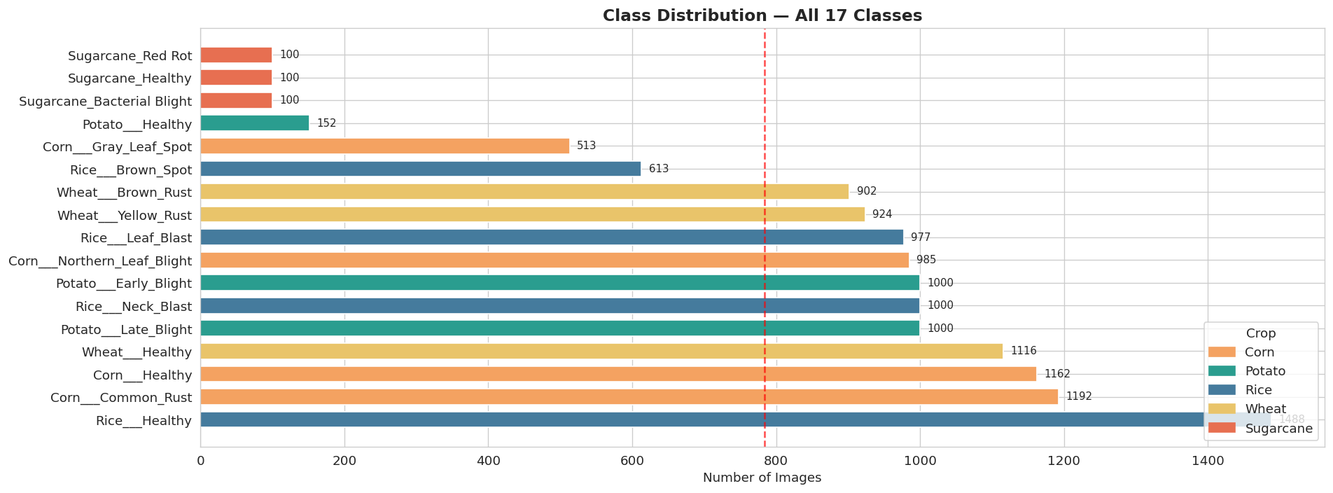 Class Distribution — All 17 Classes
Sugarcane_Red Rot 100
Sugarcane_Healthy 100
Sugarcane_Bacterial Blight 100
Potato___Healthy 152
Corn___Gray_Leaf_Spot 513
Rice___Brown_Spot 613
Wheat___Brown_Rust 902
Wheat___Yellow_Rust 924
Rice___Leaf_Blast 977
Corn___Northern_Leaf_Blight 985
Potato___Early_Blight 1000
Rice___Neck_Blast 1000
Potato___Late_Blight 1000
Wheat___Healthy 1116
Corn___Healthy 1162
Corn___Common_Rust 1192
Rice___Healthy 1488
Crop
Corn
Potato
Rice
Wheat
Sugarcane
0 200 400 600 800 1000 1200 1400
Number of Images